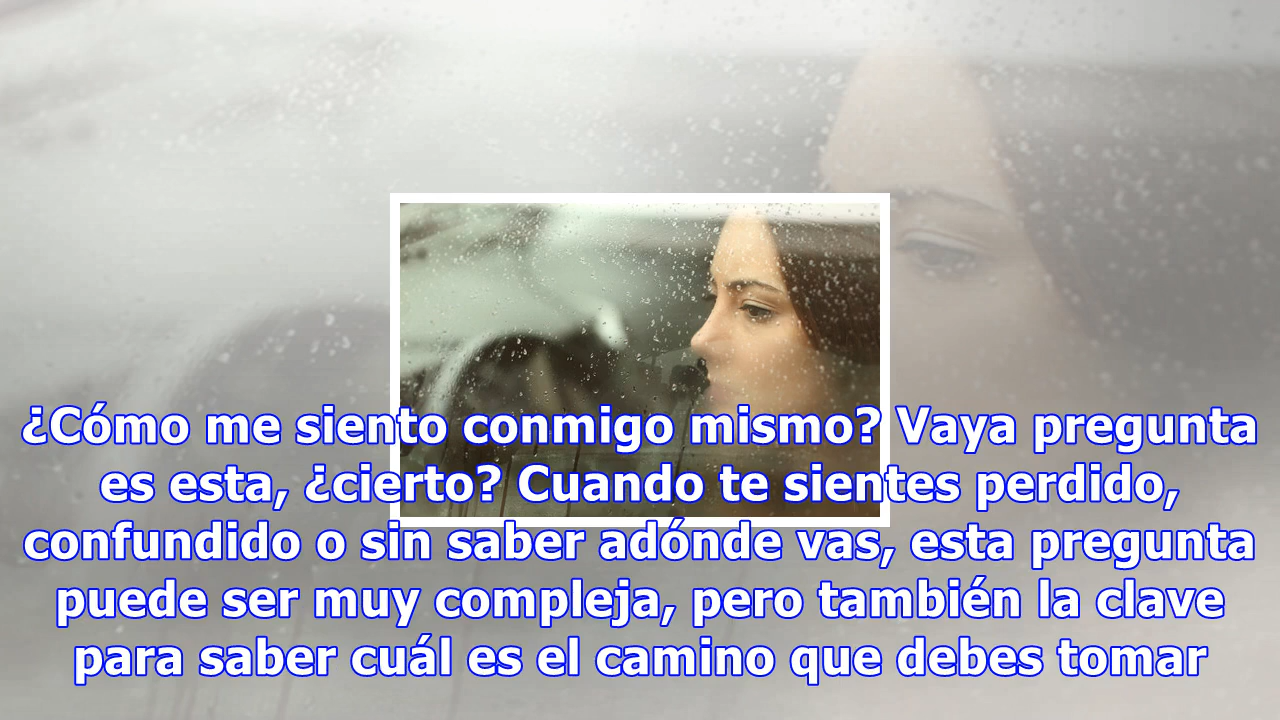 ¿Cómo me siento conmigo mismo? Vaya pregunta
es esta, ¿cierto? Cuando te sientes perdido,
confundido o sin saber adónde vas, esta pregunta
puede ser muy compleja, pero también la clave
para saber cuál es el camino que debes tomar